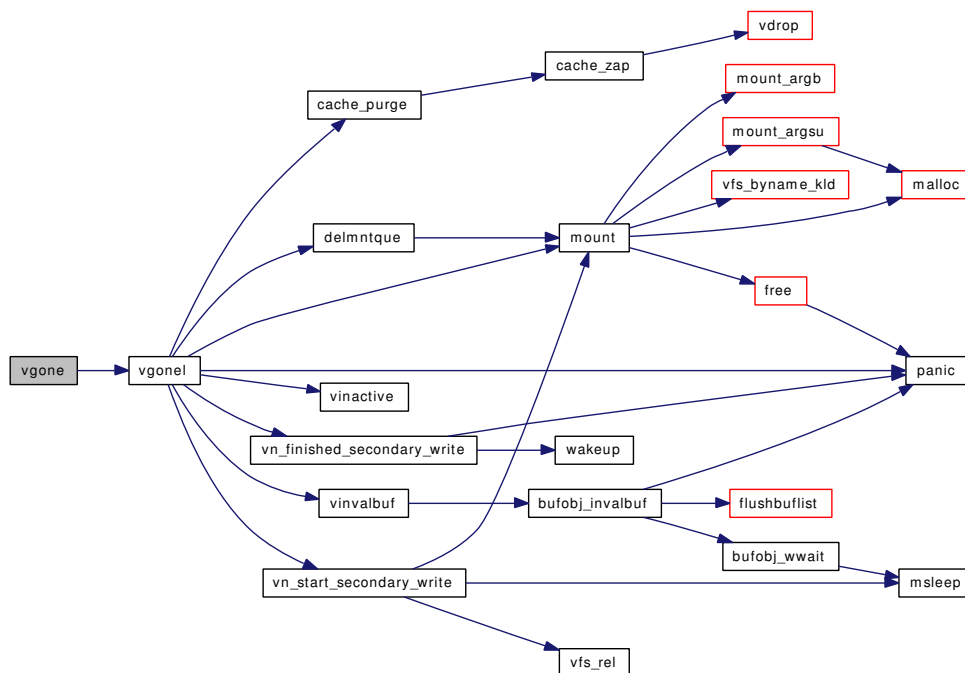 vdrop
cache_zap
mount_argb
cache_purge
mount_argsu
vfs_byname_kld
malloc
delmntque
mount
free
vgone
vgonel
panic
vinactive
vn_finished_secondary_write
wakeup
vinvalbuf
bufobj_invalbuf
flushbuflist
bufobj_wwait
vn_start_secondary_write
msleep
vfs_rel